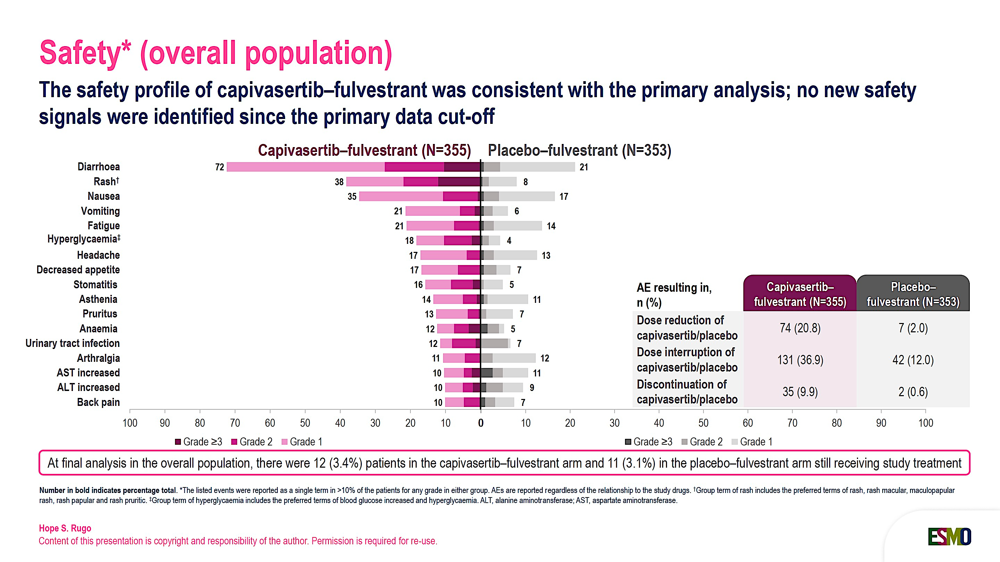 Safety* (overall population)
The safety profile of capivasertib–fulvestrant was consistent with the primary analysis; no new safety
signals were identified since the primary data cut-off
Capivasertib–fulvestrant (N=355) Placebo–fulvestrant (N=353)
Diarrhoea 72 21
Rash† 38 8
Nausea 35 17
Vomiting 21 6
Fatigue 21 14
Hyperglycaemia‡ 18 4
Headache 17 13
Decreased appetite 17 7
Stomatitis 16 5
Asthenia 14 11
Pruritus 13 7
Anaemia 12 5
Urinary tract infection 12 7
Arthralgia 11 12
AST increased 10 11
ALT increased 10 9
Back pain 10 7
100 90 80 70 60 50 40 30 20 10 0 10 20 30 40 50 60 70 80 90 100
Grade ≥3 Grade 2 Grade 1
Grade ≥3 Grade 2 Grade 1
AE resulting in,
n (%)
Capivasertib–
fulvestrant (N=355)
Placebo–
fulvestrant (N=353)
Dose reduction of
capivasertib/placebo
74 (20.8) 7 (2.0)
Dose interruption of
capivasertib/placebo
131 (36.9) 42 (12.0)
Discontinuation of
capivasertib/placebo
35 (9.9) 2 (0.6)
At final analysis in the overall population, there were 12 (3.4%) patients in the capivasertib–fulvestrant arm and 11 (3.1%) in the placebo–fulvestrant arm still receiving study treatment
Number in bold indicates percentage total. *The listed events were reported as a single term in >10% of the patients for any grade in either group. AEs are reported regardless of the relationship to the study drugs. †Group term of rash includes the preferred terms of rash, rash macular, maculopapular
rash, rash papular and rash pruritic. ‡Group term of hyperglycaemia includes the preferred terms of blood glucose increased and hyperglycaemia. ALT, alanine aminotransferase; AST, aspartate aminotransferase.
Hope S. Rugo
Content of this presentation is copyright and responsibility of the author. Permission is required for re-use.
ESMO